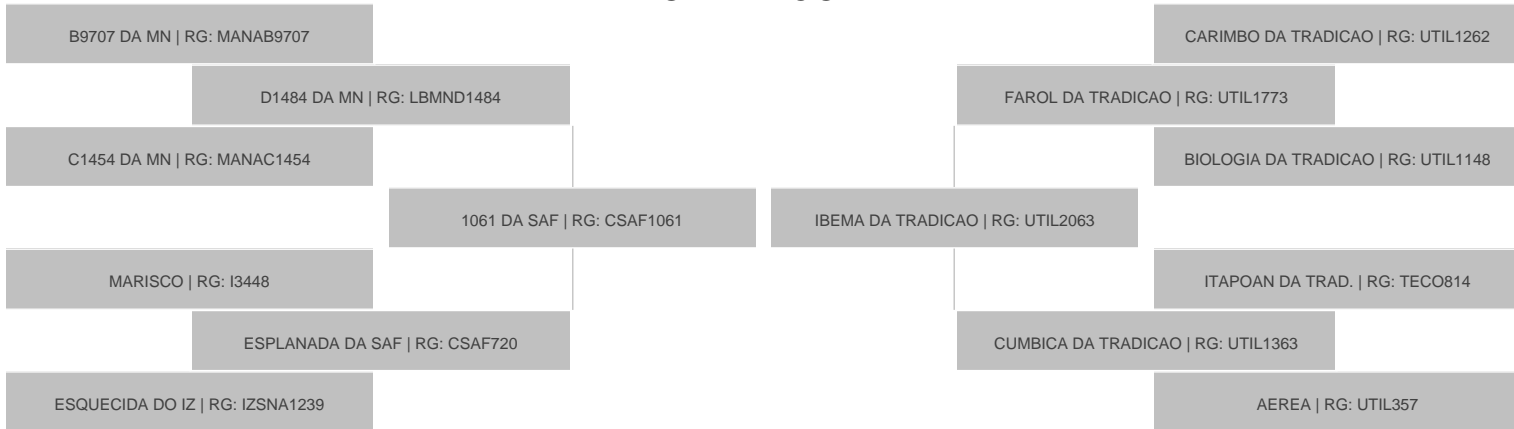 B9707 DA MN | RG: MANAB9707
CARIMBO DA TRADICAO | RG: UTIL1262
D1484 DA MN | RG: LBMND1484
FAROL DA TRADICAO | RG: UTIL1773
C1454 DA MN | RG: MANAC1454
BIOLOGIA DA TRADICAO | RG: UTIL1148
1061 DA SAF | RG: CSAF1061
IBEMA DA TRADICAO | RG: UTIL2063
MARISCO | RG: I3448
ITAPOAN DA TRAD. | RG: TECO814
ESPLANADA DA SAF | RG: CSAF720
CUMBICA DA TRADICAO | RG: UTIL1363
ESQUECIDA DO IZ | RG: IZSNA1239
AEREA | RG: UTIL357